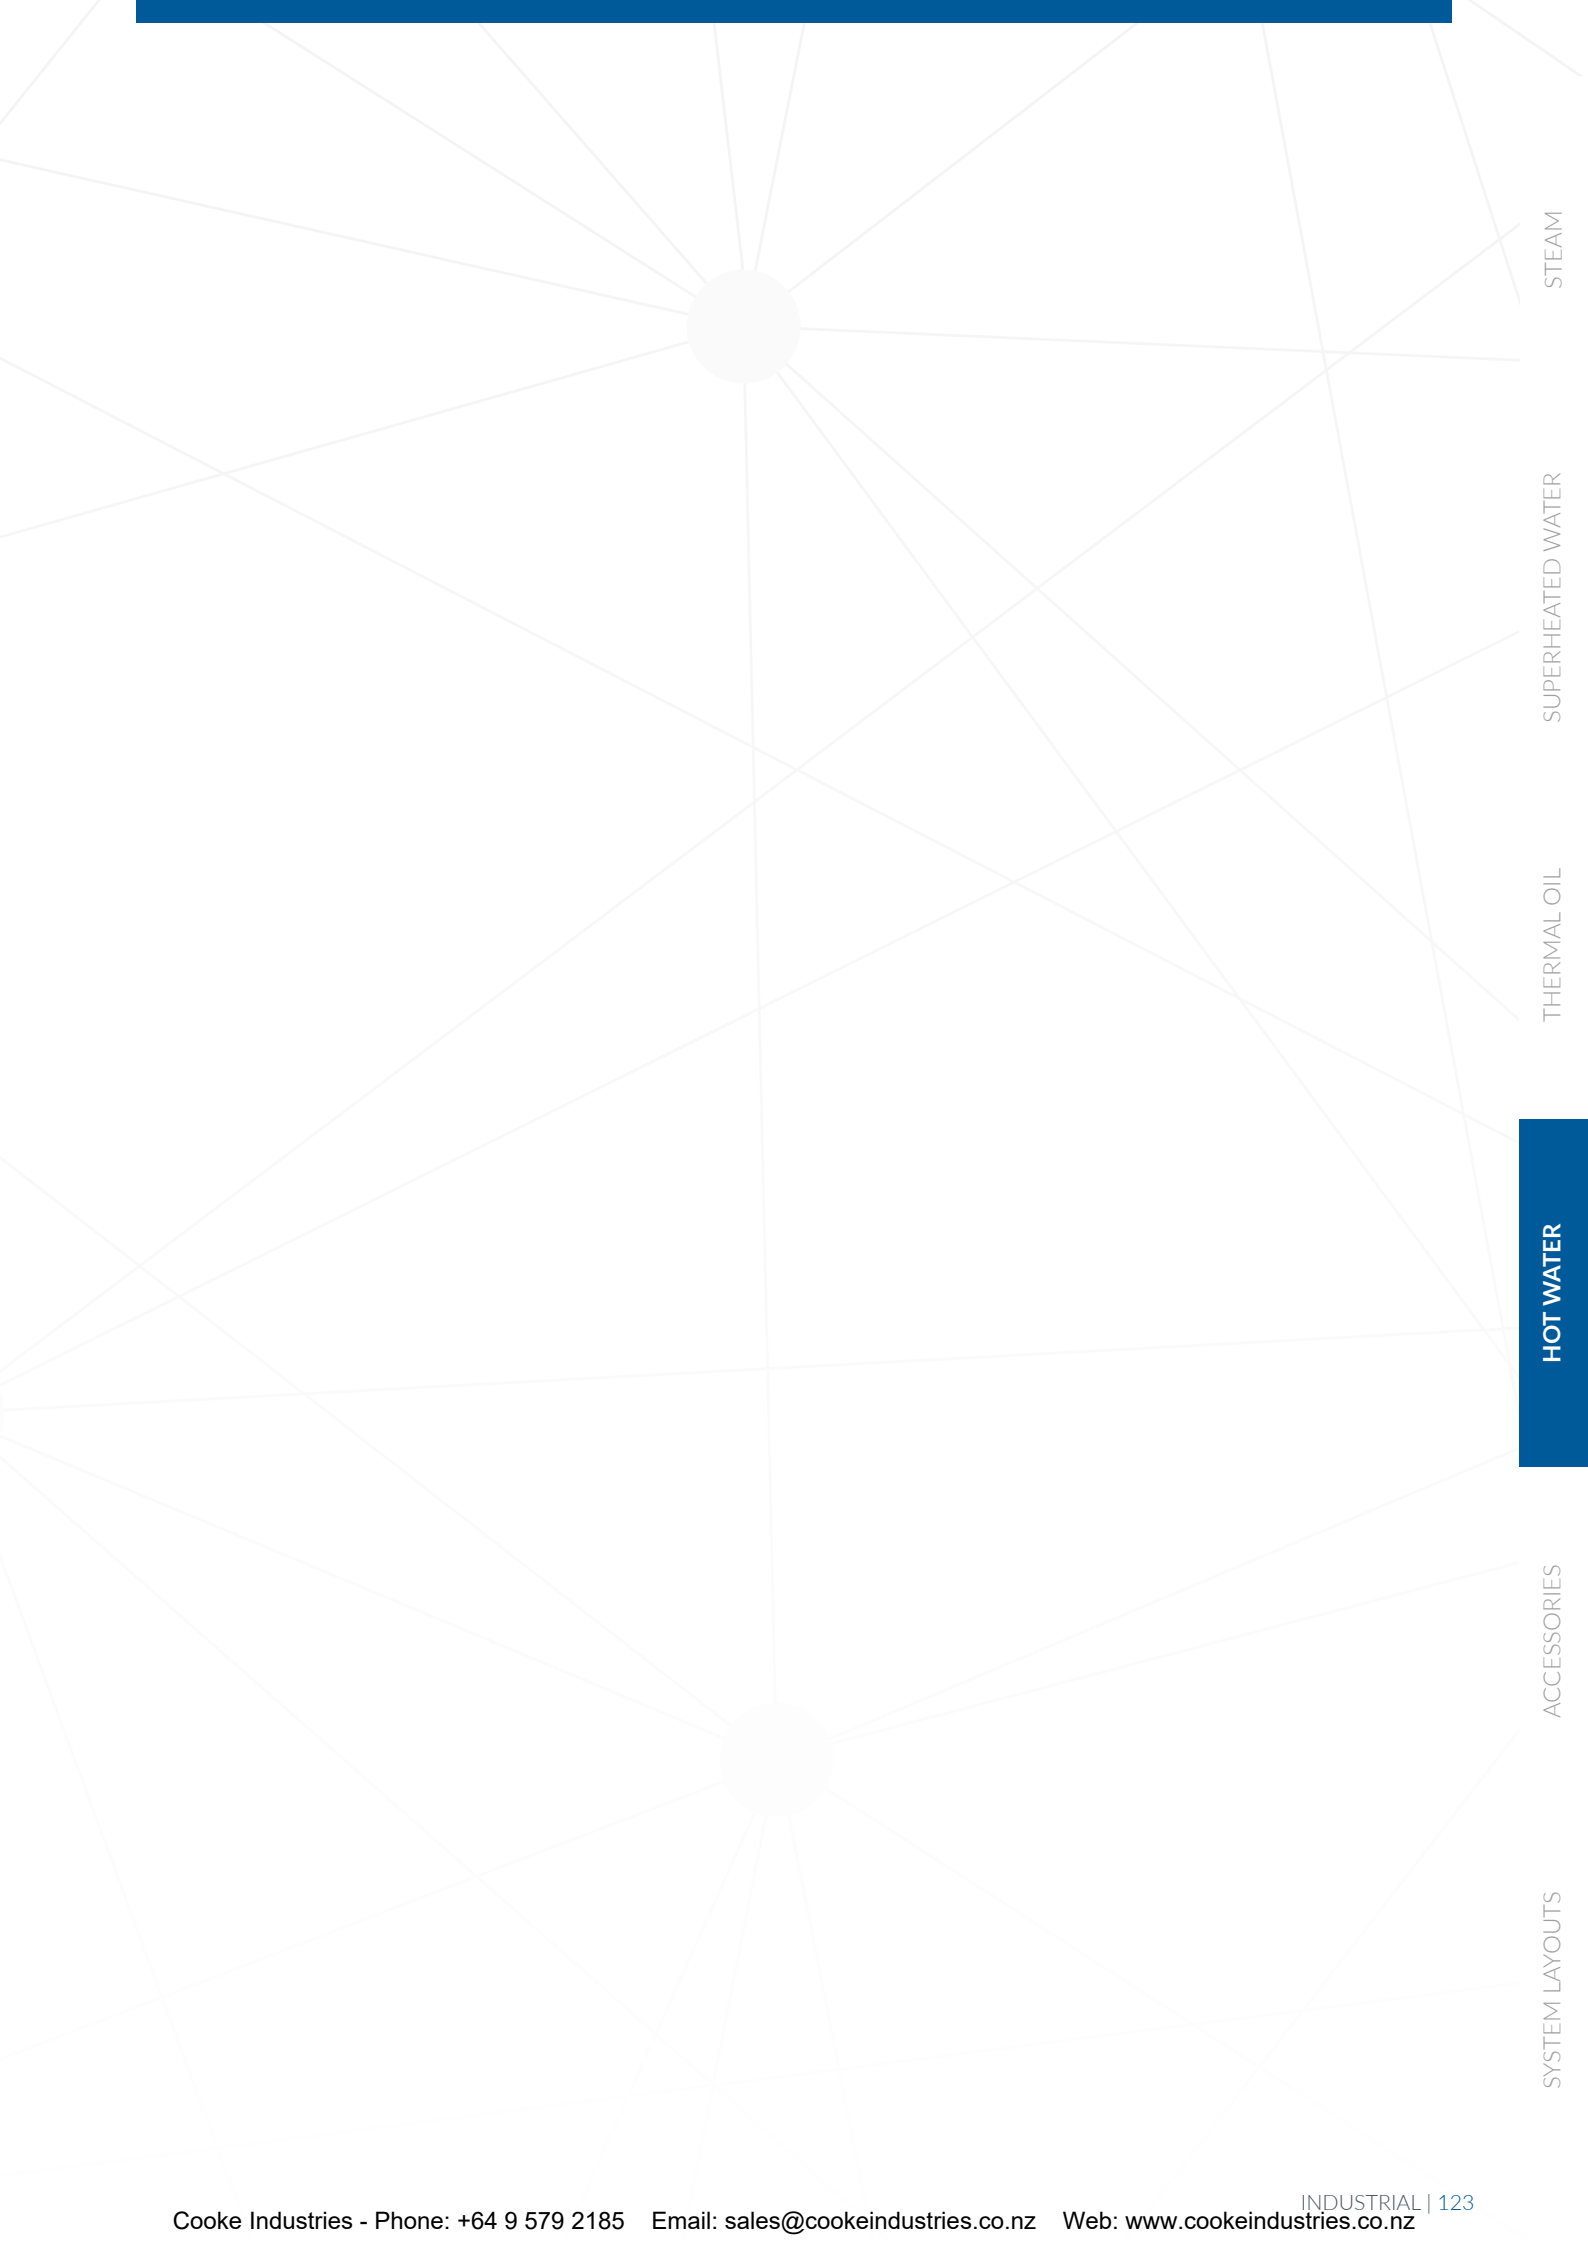 STEAM
SUPERHEATED WATER
THERMAL OIL
HOT WATER
ACCESSORIES
SYSTEM LAYOUTS
INDUSTRIAL | 123
Cooke Industries - Phone: +64 9 579 2185 Email: sales@cookeindustries.co.nz Web: www.cookeindustries.co.nz